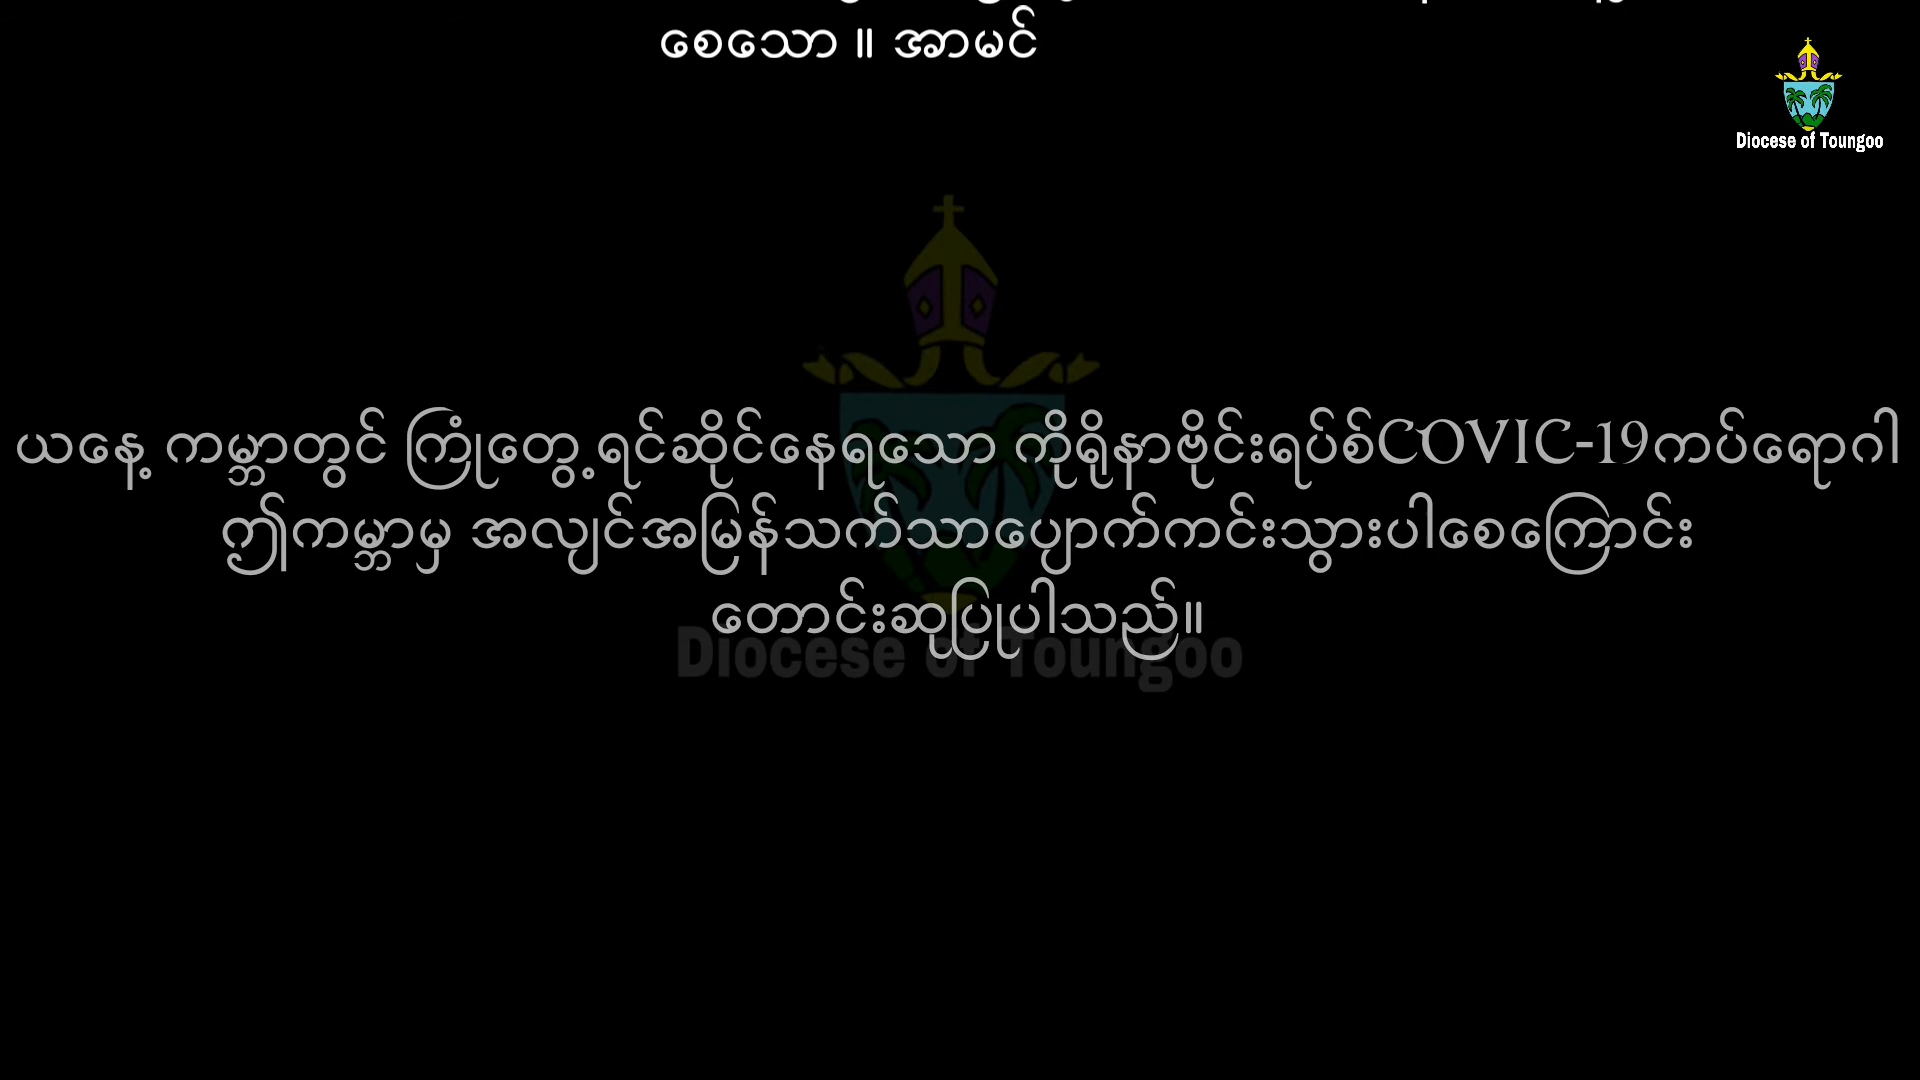 စေသော ။ အာမင်
Diocese of Toungoo
ယနေ့ ကမ္ဘာတွင် ကြုံတွေ့ရင်ဆိုင်နေရသော ကိုရိုနာဗိုင်းရပ်စ်COVIC-19ကပ်ရောဂါ
ဤကမ္ဘာမှ အလျင်အမြန်သက်သာပျောက်ကင်းသွားပါစေကြောင်း
တောင်းဆုပြုပါသည်။
Diocese of Toungoo